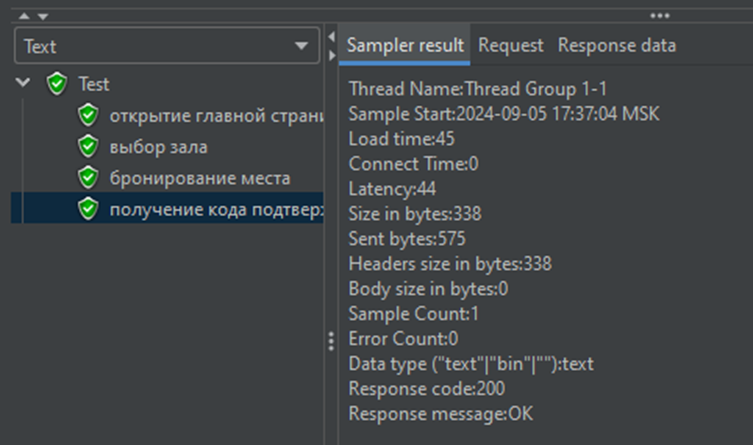 Text
Test
открытие главной страни
выбор зала
бронирование места
получение кода подтвер
Sampler result Request Response data
Thread Name:Thread Group 1-1
Sample Start:2024-09-05 17:37:04 MSK
Load time:45
Connect Time:0
Latency:44
Size in bytes:338
Sent bytes:575
Headers size in bytes:338
Body size in bytes:0
Sample Count:1
Error Count:0
Data type ("text"|"bin"|""):text
Response code:200
Response message:OK